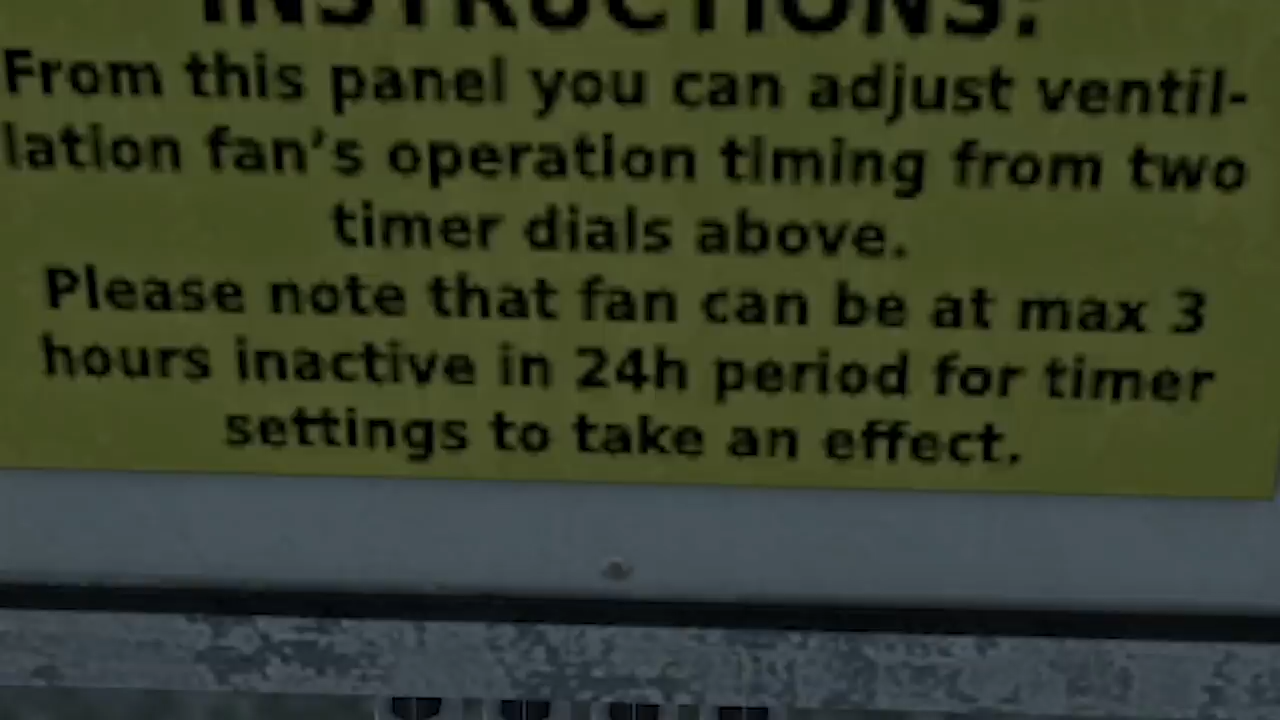 INSTRUCTIONS:
From this panel you can adjust ventil-
lation fan's operation timing from two
timer dials above.
Please note that fan can be at max 3
hours inactive in 24h period for timer
settings to take an effect.